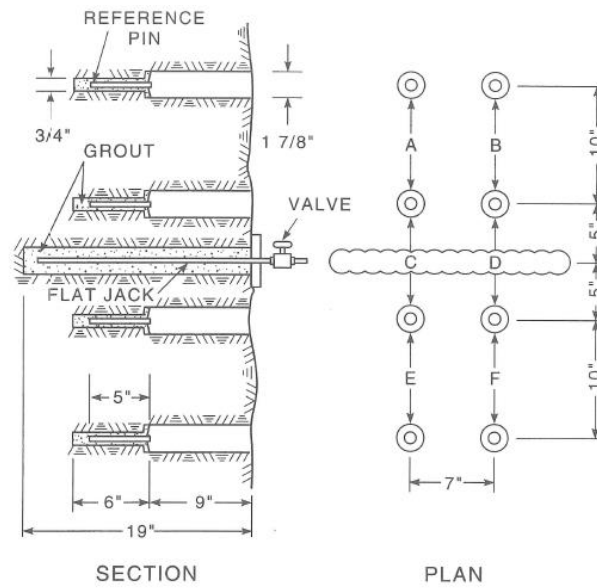 REFERENCE
PIN
3/4"
GROUT
1 7/8"
VALVE
FLAT JACK
5"
6"
9"
19"
SECTION
A
B
10"
5"
C
D
5"
E
F
10"
7"
PLAN